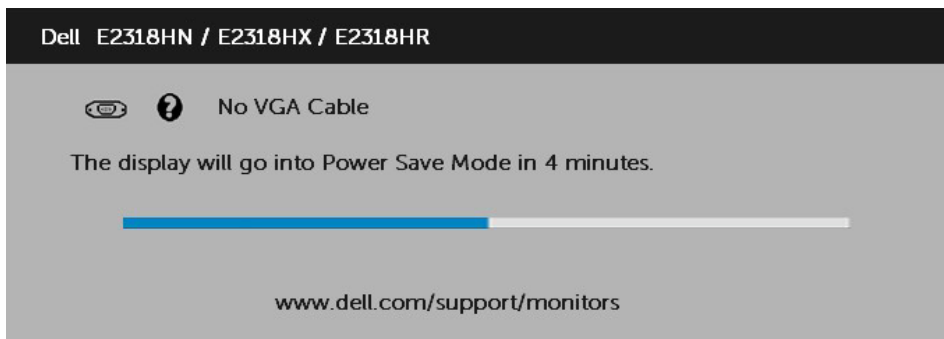 Dell E2318HN / E2318HX / E2318HR
No VGA Cable
The display will go into Power Save Mode in 4 minutes.
www.dell.com/support/monitors